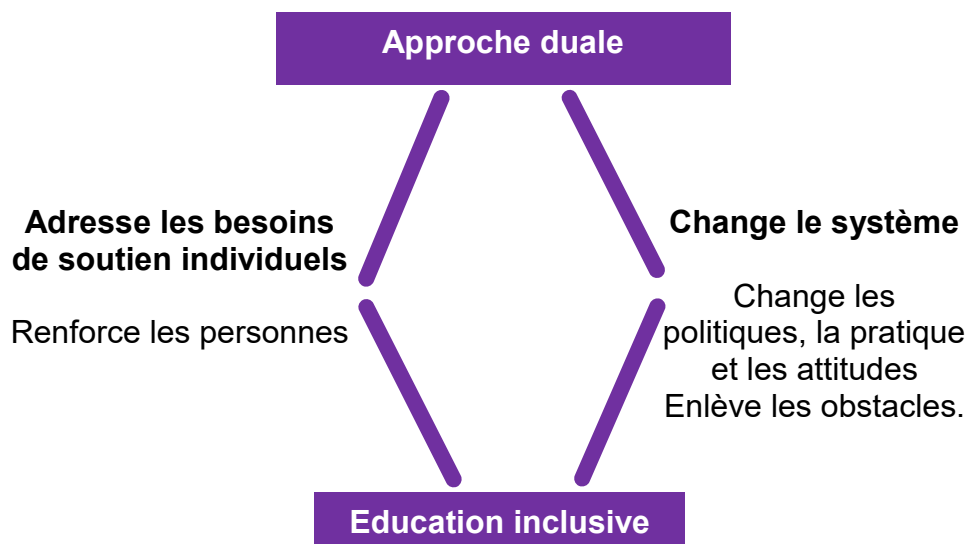 Approche duale
Adresse les besoins
de soutien individuels
Renforce les personnes
Change le système
Change les
politiques, la pratique
et les attitudes
Enlève les obstacles.
Education inclusive